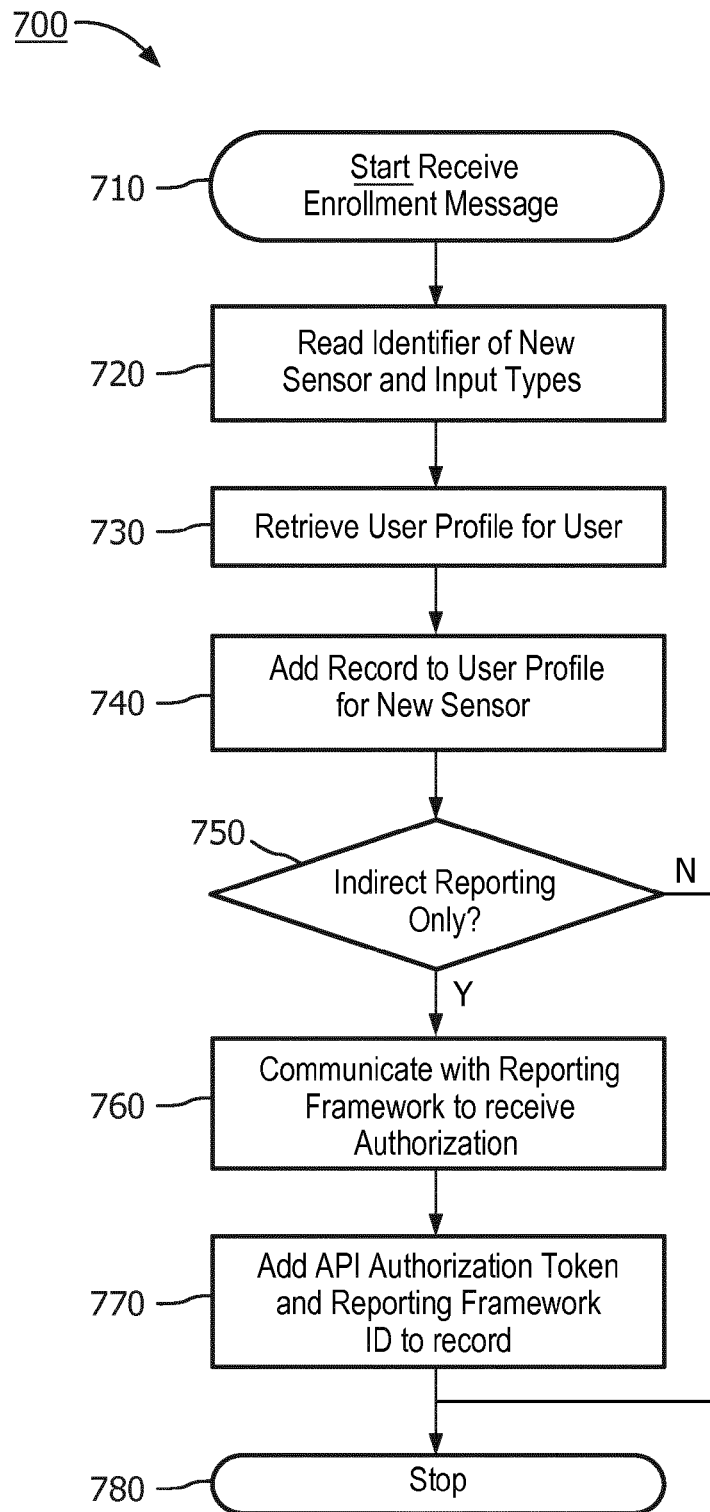 700
710
Start Receive
Enrollment Message
720
Read Identifier of New
Sensor and Input Types
730
Retrieve User Profile for User
740
Add Record to User Profile
for New Sensor
750
Indirect Reporting
Only?
N
Y
760
Communicate with Reporting
Framework to receive
Authorization
770
Add API Authorization Token
and Reporting Framework
ID to record
780
Stop